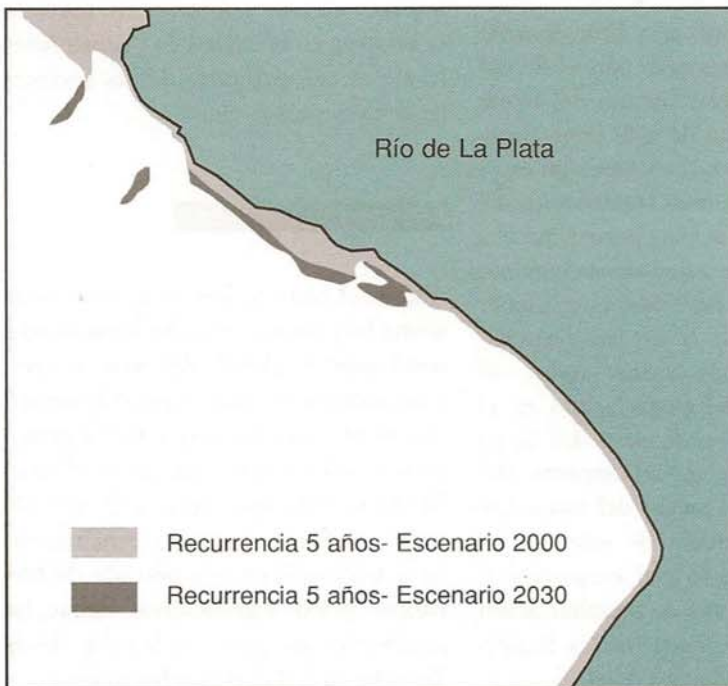 Río de La Plata
Recurrencia 5 años- Escenario 2000
Recurrencia 5 años- Escenario 2030